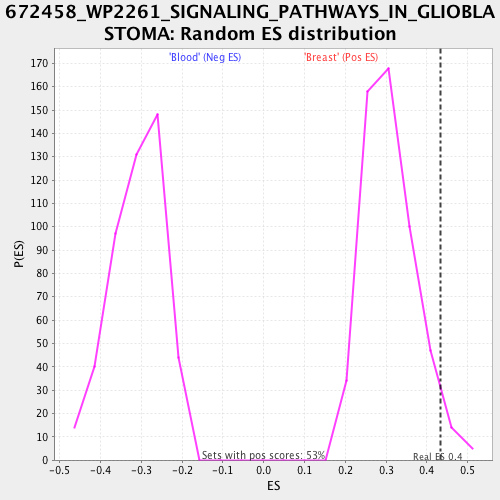 672458_WP2261_SIGNALING_PATHWAYS_IN_GLIOBLA
STOMA: Random ES distribution
'Blood' (Neg ES) 'Breast' (Pos ES)
170
160
150
140
130
120
110
100
90
80
70
60
50
40
30
20
10
0
P(ES)
Sets with pos scores: 53%
Real ES 0.4
-0.5 -0.4 -0.3 -0.2 -0.1 0.0 0.1 0.2 0.3 0.4 0.5
ES